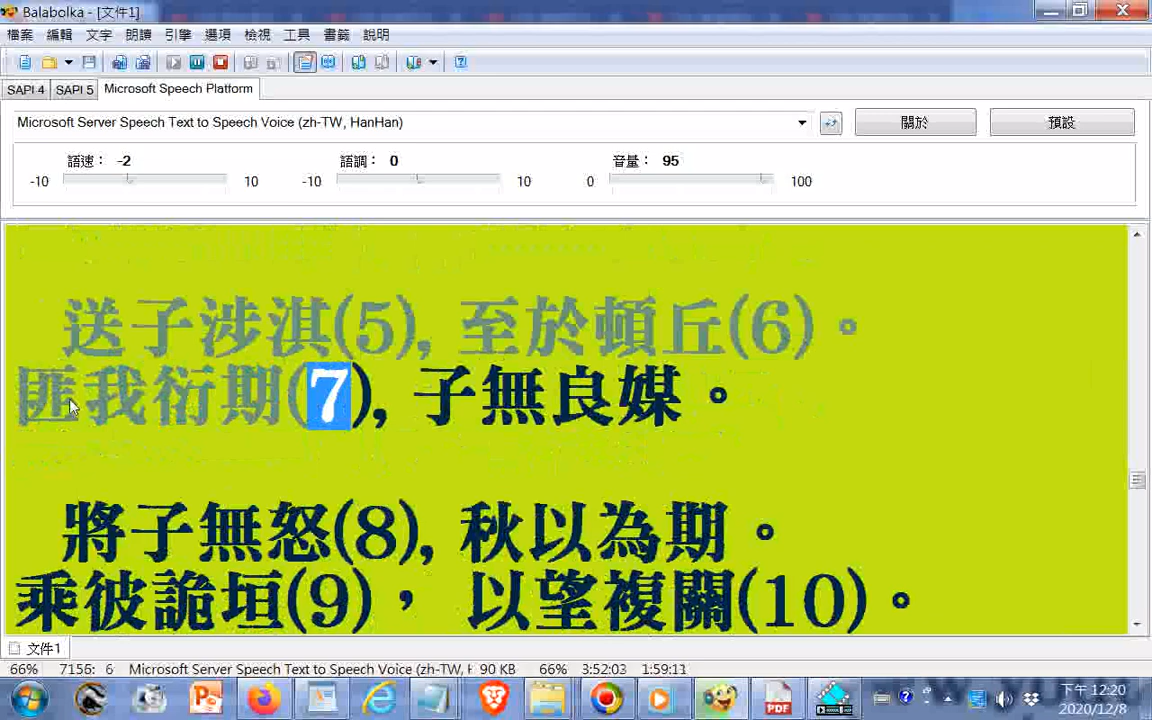 Balabolka - [文件1]
檔案 編輯 文字 朗讀 引擎 選項 檢視 工具 書籤 說明
SAPI 4 SAPI 5 Microsoft Speech Platform
Microsoft Server Speech Text to Speech Voice (zh-TW, HanHan) 關於 預設
語速： -2 語調： 0 音量： 95
-10 10 -10 10 0 100
送子涉淇(5), 至於頓丘(6)。
匪我衍期(7), 子無良媒。
將子無怒(8), 秋以為期。
乘彼詭垣(9)， 以望複關(10)。
文件1
66% 7156: 6 Microsoft Server Speech Text to Speech Voice (zh-TW, H 90 KB 66% 3:52:03 1:59:11
下午 12:20
2020/12/8